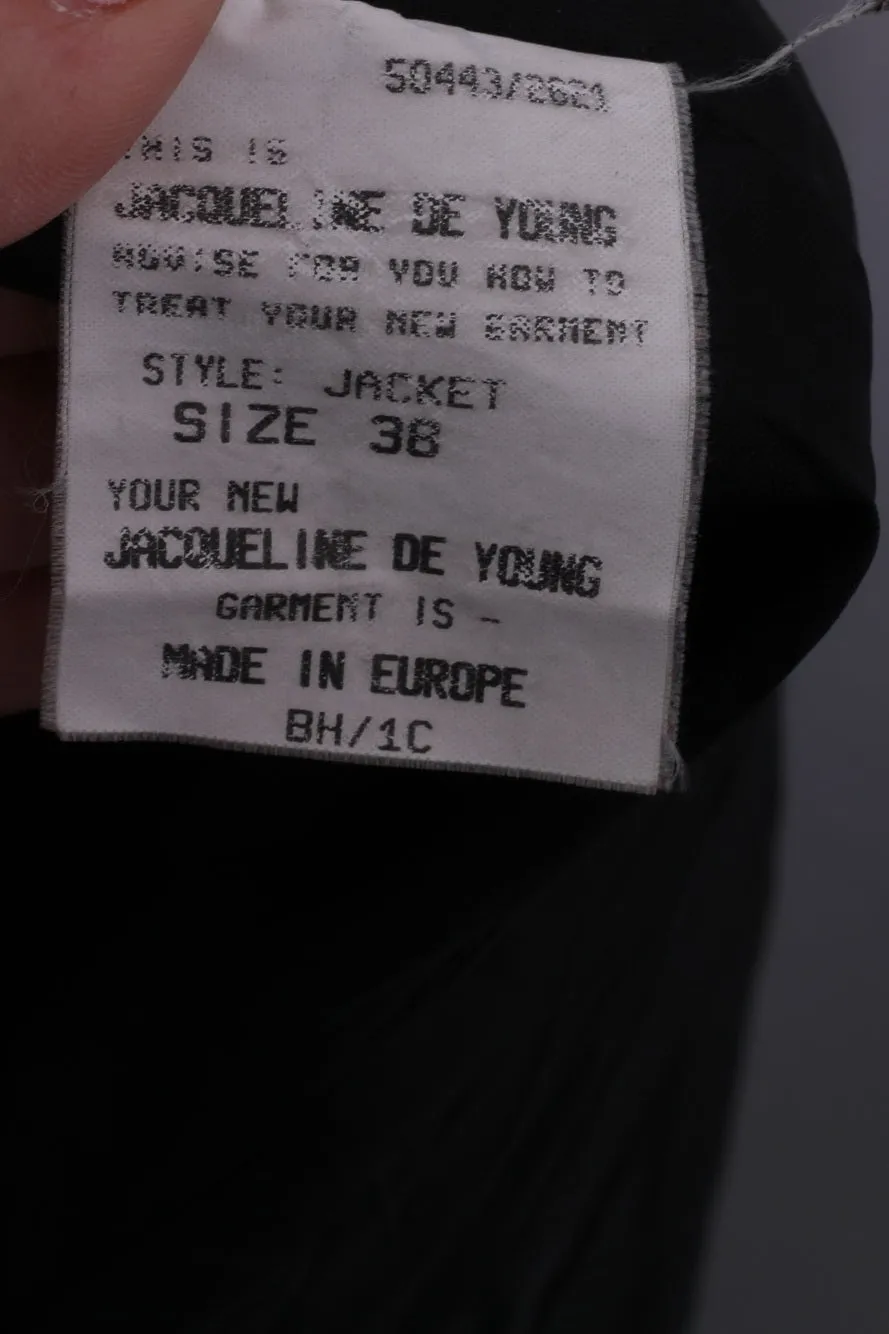 50443/2621
THIS IS
JACQUELINE DE YOUNG
ADVISE FOR YOU HOW TO
TREAT YOUR NEW GARMENT
STYLE: JACKET
SIZE 38
YOUR NEW
JACQUELINE DE YOUNG
GARMENT IS -
MADE IN EUROPE
BH/1C